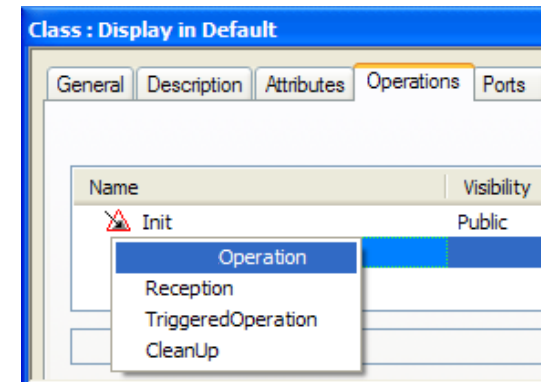 Class : Display in Default
General Description Attributes Operations Ports
Name Visibility
Init Public
Operation
Reception
TriggeredOperation
CleanUp